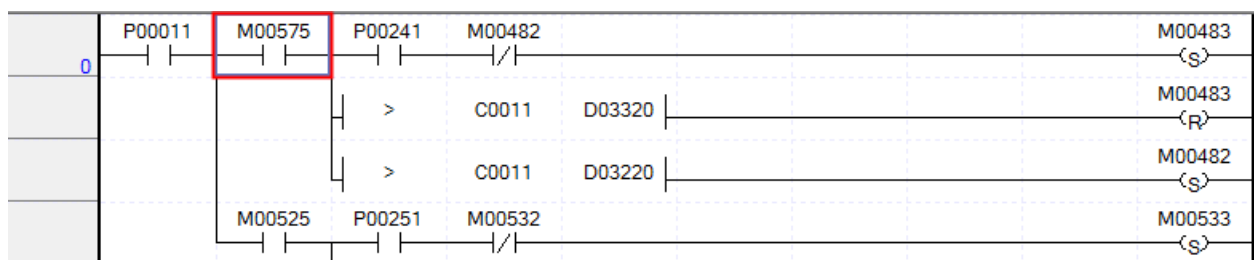 P00011 M00575 P00241 M00482 M00483
0 S
M00483
> C0011 D03320 R
M00482
> C0011 D03220 S
M00525 P00251 M00532 M00533
S